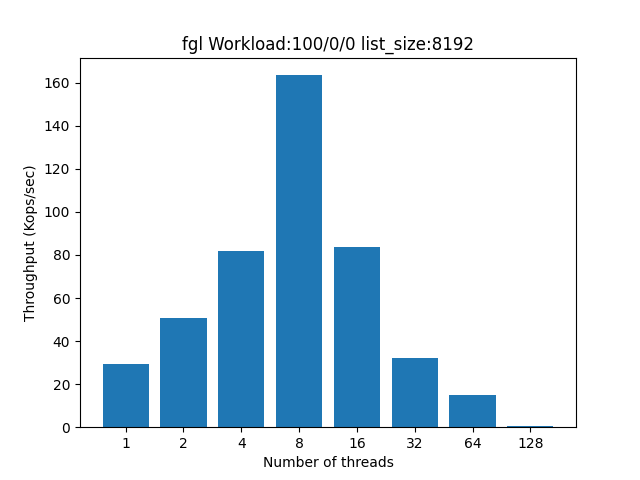 fgl Workload:100/0/0 list_size:8192
Throughput (Kops/sec)
160
140
120
100
80
60
40
20
0
1 2 4 8 16 32 64 128
Number of threads